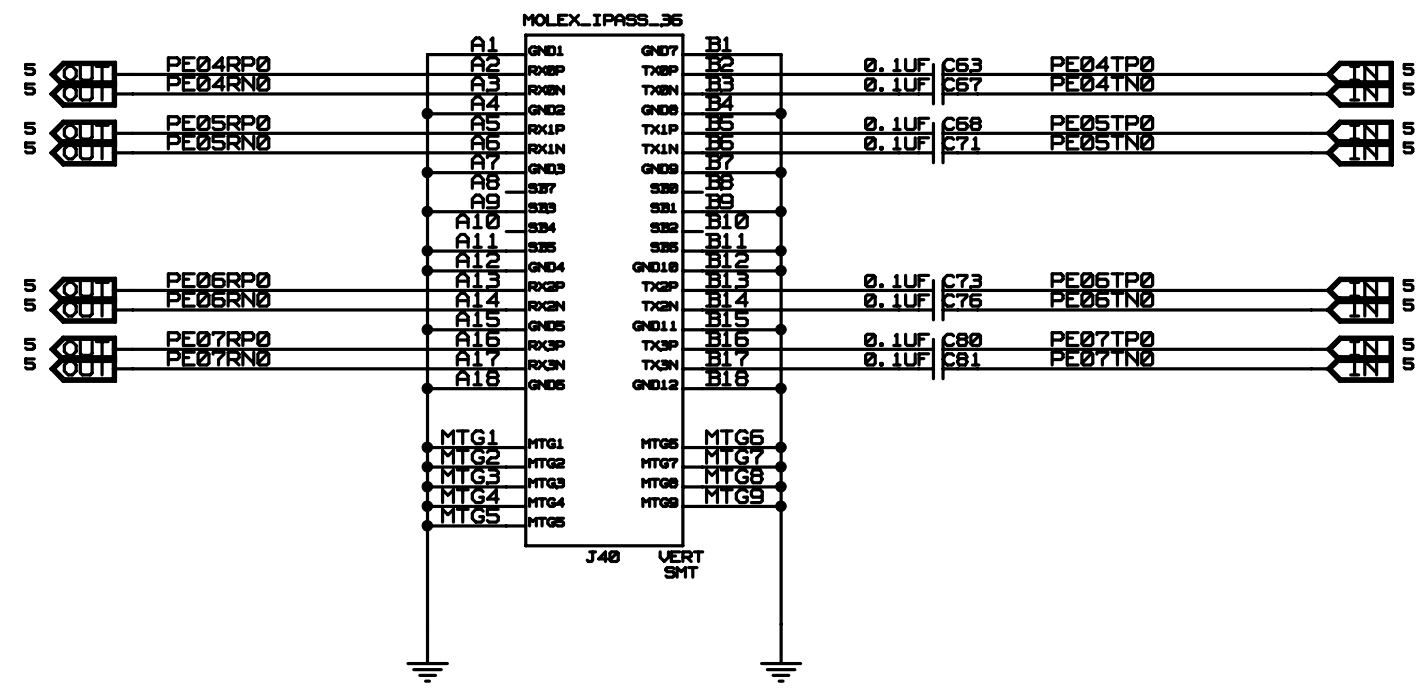 MOLEX_IPASS_36
A1 GND1 GND7 B1
5 OUT PE04RP0 A2 RX0P TX0P B2 0.1UF C63 PE04TP0 IN 5
5 OUT PE04RN0 A3 RX0N TX0N B3 0.1UF C67 PE04TN0 IN 5
A4 GND2 GND8 B4
5 OUT PE05RP0 A5 RX1P TX1P B5 0.1UF C68 PE05TP0 IN 5
5 OUT PE05RN0 A6 RX1N TX1N B6 0.1UF C71 PE05TN0 IN 5
A7 GND3 GND9 B7
A8 SB7 SB0 B8
A9 SB3 SB1 B9
A10 SB4 SB2 B10
A11 SB5 SB6 B11
A12 GND4 GND10 B12
5 OUT PE06RP0 A13 RX2P TX2P B13 0.1UF C73 PE06TP0 IN 5
5 OUT PE06RN0 A14 RX2N TX2N B14 0.1UF C76 PE06TN0 IN 5
A15 GND5 GND11 B15
5 OUT PE07RP0 A16 RX3P TX3P B16 0.1UF C80 PE07TP0 IN 5
5 OUT PE07RN0 A17 RX3N TX3N B17 0.1UF C81 PE07TN0 IN 5
A18 GND6 GND12 B18
MTG1 MTG1 MTG6 MTG6
MTG2 MTG2 MTG7 MTG7
MTG3 MTG3 MTG8 MTG8
MTG4 MTG4 MTG9 MTG9
MTG5 MTG5
J40 VERT
SMT